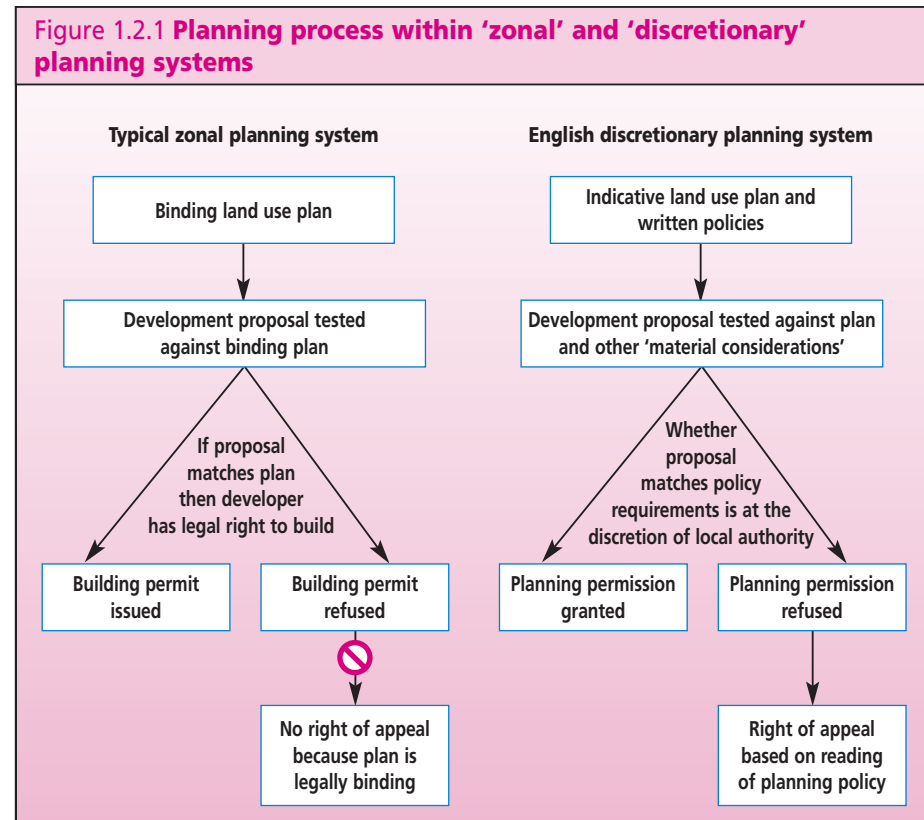 Figure 1.2.1 Planning process within ‘zonal’ and ‘discretionary’
planning systems
Typical zonal planning system
Binding land use plan
Development proposal tested
against binding plan
If proposal
matches plan
then developer
has legal right to build
Building permit
issued
Building permit
refused
No right of appeal
because plan is
legally binding
English discretionary planning system
Indicative land use plan and
written policies
Development proposal tested against plan
and other ‘material considerations’
Whether
proposal
matches policy
requirements is at the
discretion of local authority
Planning permission
granted
Planning permission
refused
Right of appeal
based on reading
of planning policy